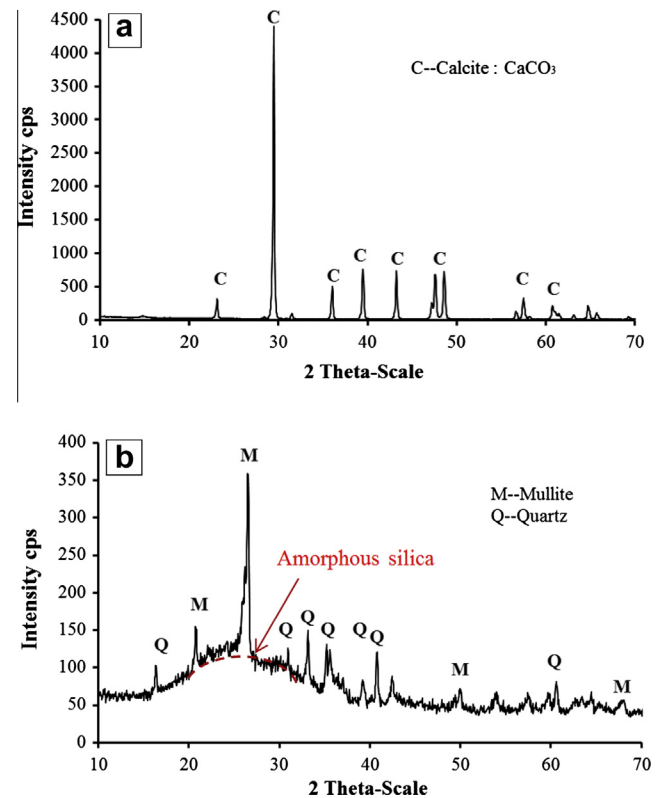 a
C
C--Calcite : CaCO₃
C
C
C
C
C
C
C
Intensity cps
4500
4000
3500
3000
2500
2000
1500
1000
500
0
10
20
30
40
50
60
70
2 Theta-Scale
b
M
M--Mullite
Q--Quartz
Amorphous silica
M
Q
Q
Q
Q
Q
Q
M
Q
M
Intensity cps
400
350
300
250
200
150
100
50
0
10
20
30
40
50
60
70
2 Theta-Scale